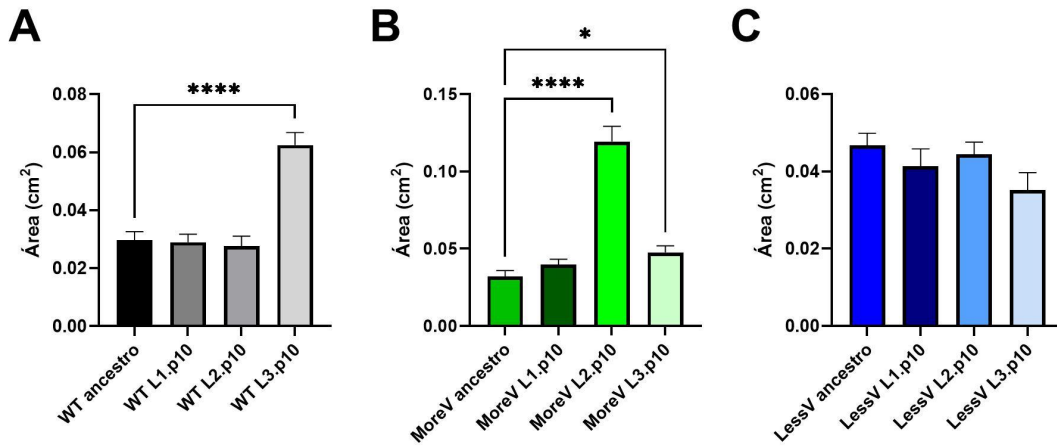 A
Área (cm²)
0.08
0.06
0.04
0.02
0.00
****
WT ancestro
WT L1.p10
WT L2.p10
WT L3.p10
B
Área (cm²)
0.15
0.10
0.05
0.00
*
****
MoreV ancestro
MoreV L1.p10
MoreV L2.p10
MoreV L3.p10
C
Área (cm²)
0.06
0.04
0.02
0.00
LessV ancestro
LessV L1.p10
LessV L2.p10
LessV L3.p10